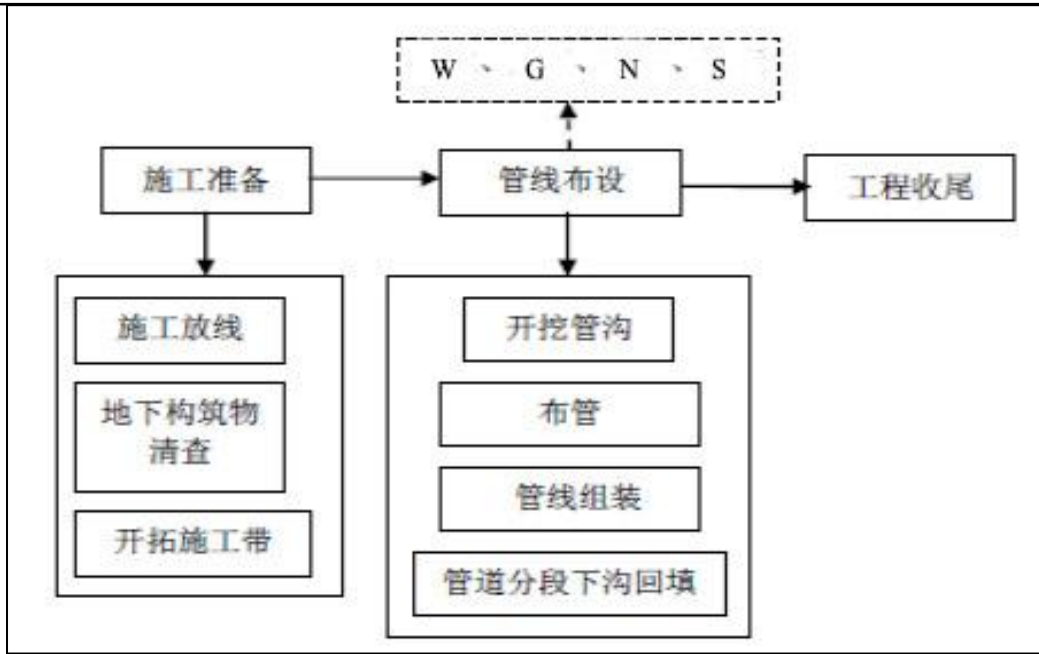 W、G、N、S
施工准备
管线布设
工程收尾
施工放线
地下构筑物
清查
开拓施工带
开挖管沟
布管
管线组装
管道分段下沟回填